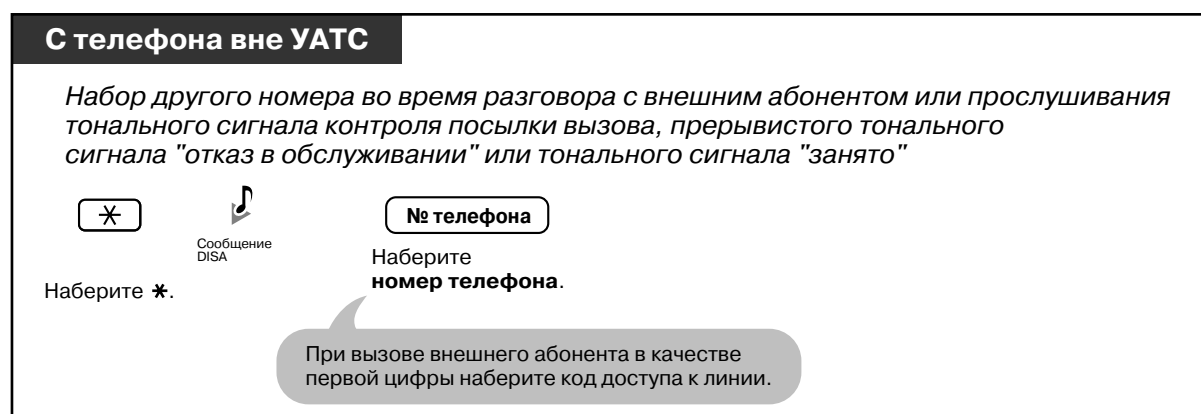 С телефона вне УАТС
Набор другого номера во время разговора с внешним абонентом или прослушивания
тонального сигнала контроля посылки вызова, прерывистого тонального
сигнала "отказ в обслуживании" или тонального сигнала "занято"
*
№ телефона
Сообщение
DISA
Наберите *.
Наберите
номер телефона.
При вызове внешнего абонента в качестве
первой цифры наберите код доступа к линии.